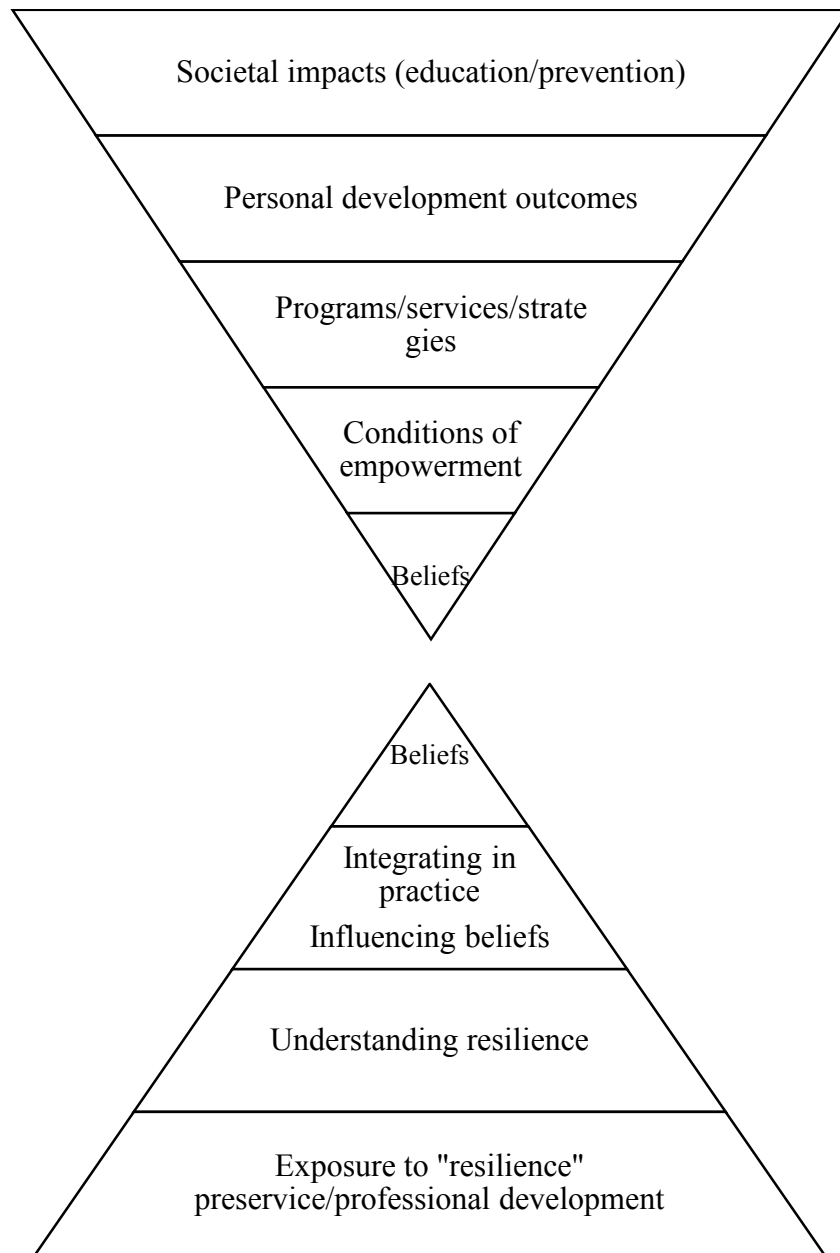 Societal impacts (education/prevention)
Personal development outcomes
Programs/services/strate
gies
Conditions of
empowerment
Beliefs
Beliefs
Integrating in
practice
Influencing beliefs
Understanding resilience
Exposure to "resilience"
preservice/professional development